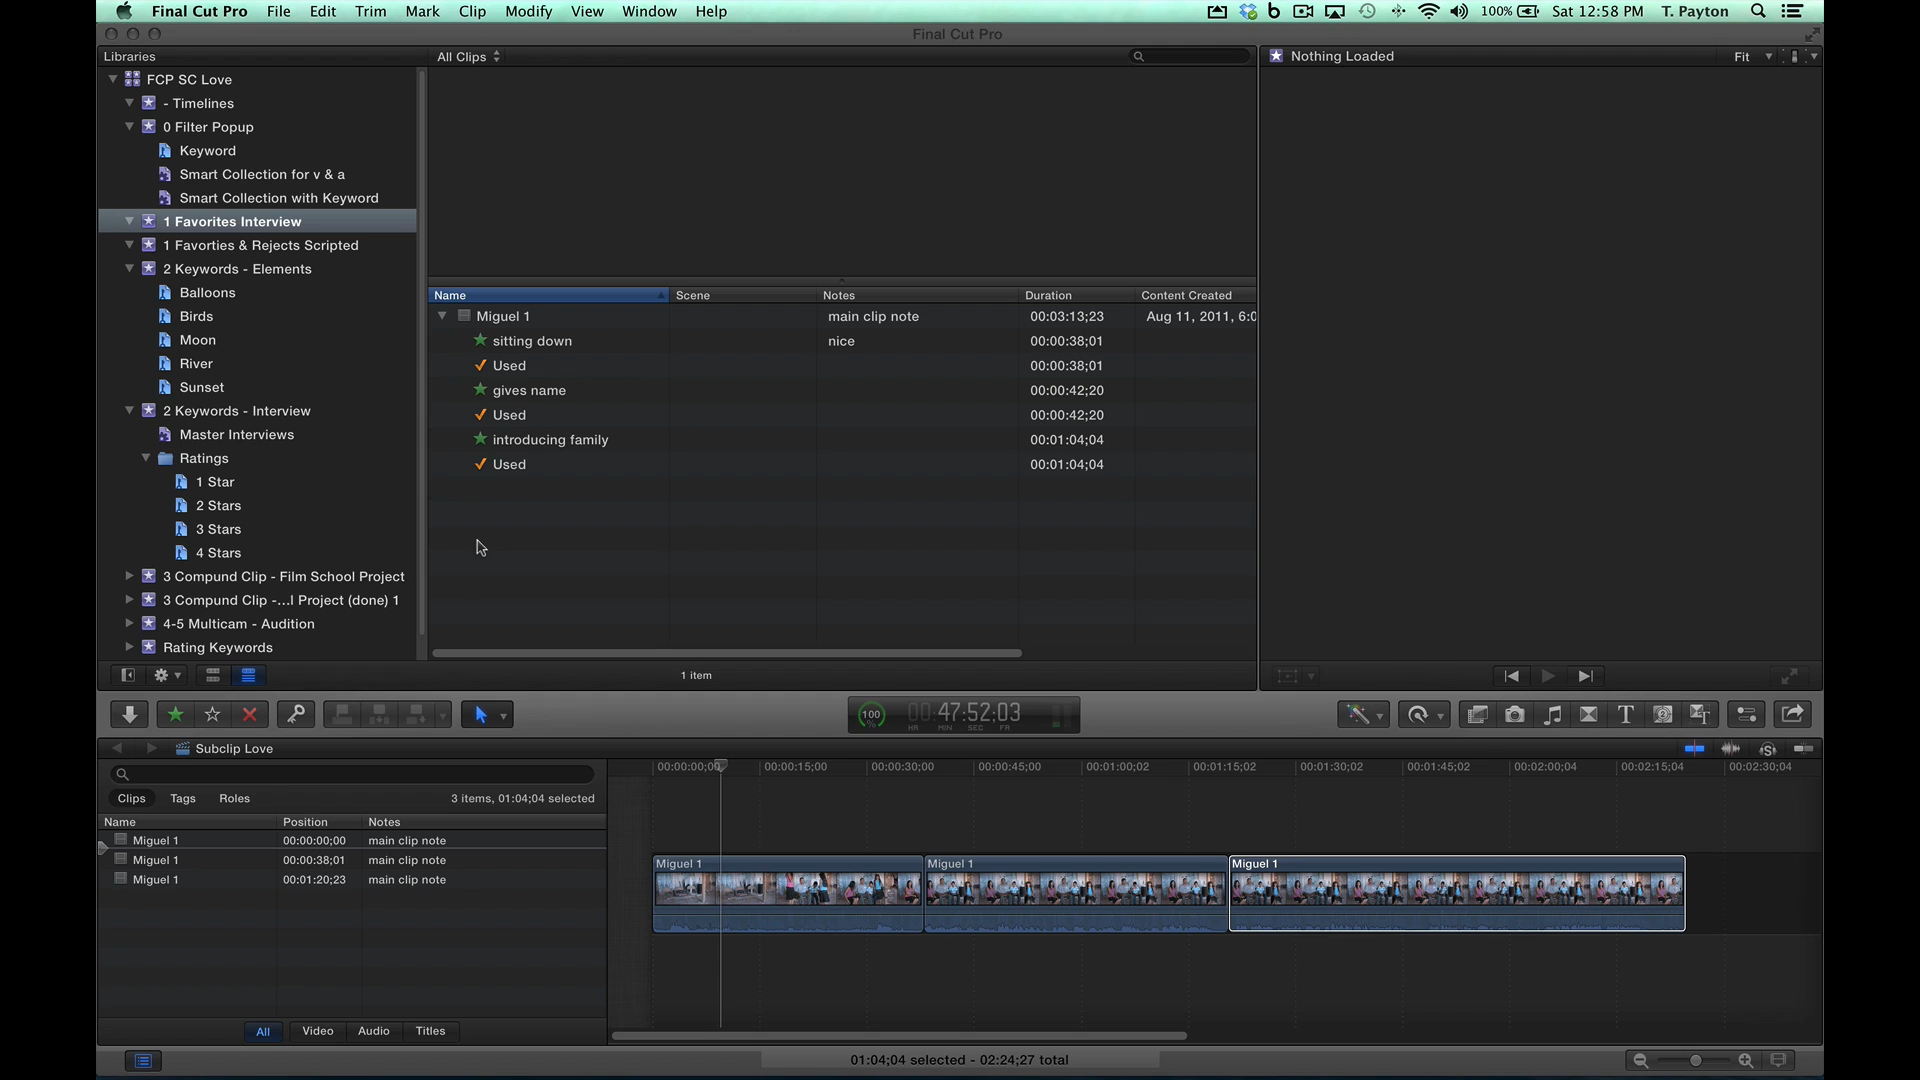 Final Cut Pro File Edit Trim Mark Clip Modify View Window Help 100% Sat 12:58 PM T. Payton
Final Cut Pro
Libraries
All Clips
Nothing Loaded
Fit
FCP SC Love
- Timelines
0 Filter Popup
Keyword
Smart Collection for v & a
Smart Collection with Keyword
1 Favorites Interview
1 Favorties & Rejects Scripted
2 Keywords - Elements
Balloons
Birds
Moon
River
Sunset
2 Keywords - Interview
Master Interviews
Ratings
1 Star
2 Stars
3 Stars
4 Stars
3 Compund Clip - Film School Project
3 Compund Clip -...l Project (done) 1
4-5 Multicam - Audition
Rating Keywords
Name Scene Notes Duration Content Created
Miguel 1 main clip note 00:03:13;23 Aug 11, 2011, 6:0
sitting down nice 00:00:38;01
Used 00:00:38;01
gives name 00:00:42;20
Used 00:00:42;20
introducing family 00:01:04;04
Used 00:01:04;04
1 item
100 % 00:47:52;03
HR MIN SEC FR
Subclip Love
Clips Tags Roles 3 items, 01:04;04 selected
Name Position Notes
Miguel 1 00:00:00;00 main clip note
Miguel 1 00:00:38;01 main clip note
Miguel 1 00:01:20;23 main clip note
All Video Audio Titles
00:00:00;00 00:00:15;00 00:00:30;00 00:00:45;00 00:01:00;02 00:01:15;02 00:01:30;02 00:01:45;02 00:02:00;04 00:02:15;04 00:02:30;04
Miguel 1 Miguel 1 Miguel 1
01:04;04 selected - 02:24;27 total